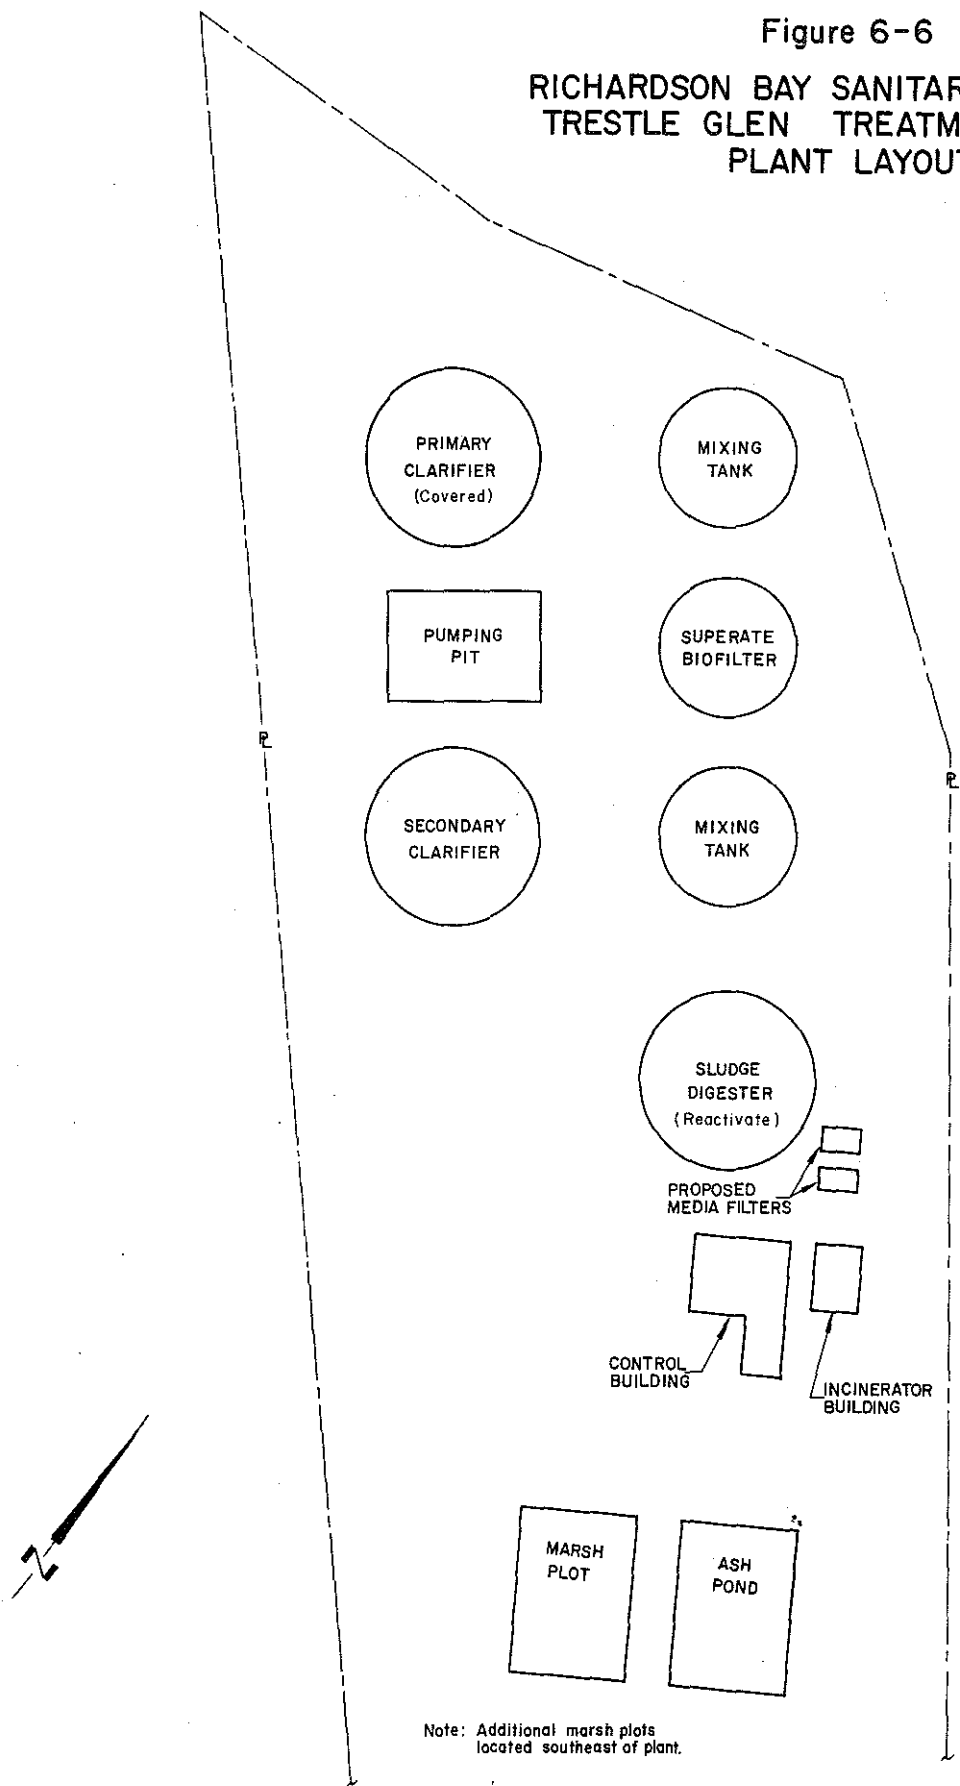 Figure 6-6
RICHARDSON BAY SANITAR
TRESTLE GLEN TREATM
PLANT LAYOUT
PRIMARY
CLARIFIER
(Covered)
MIXING
TANK
PUMPING
PIT
SUPERATE
BIOFILTER
PL
PL
SECONDARY
CLARIFIER
MIXING
TANK
SLUDGE
DIGESTER
(Reactivate)
PROPOSED
MEDIA FILTERS
CONTROL
BUILDING
INCINERATOR
BUILDING
N
MARSH
PLOT
ASH
POND
Note: Additional marsh plots
located southeast of plant.